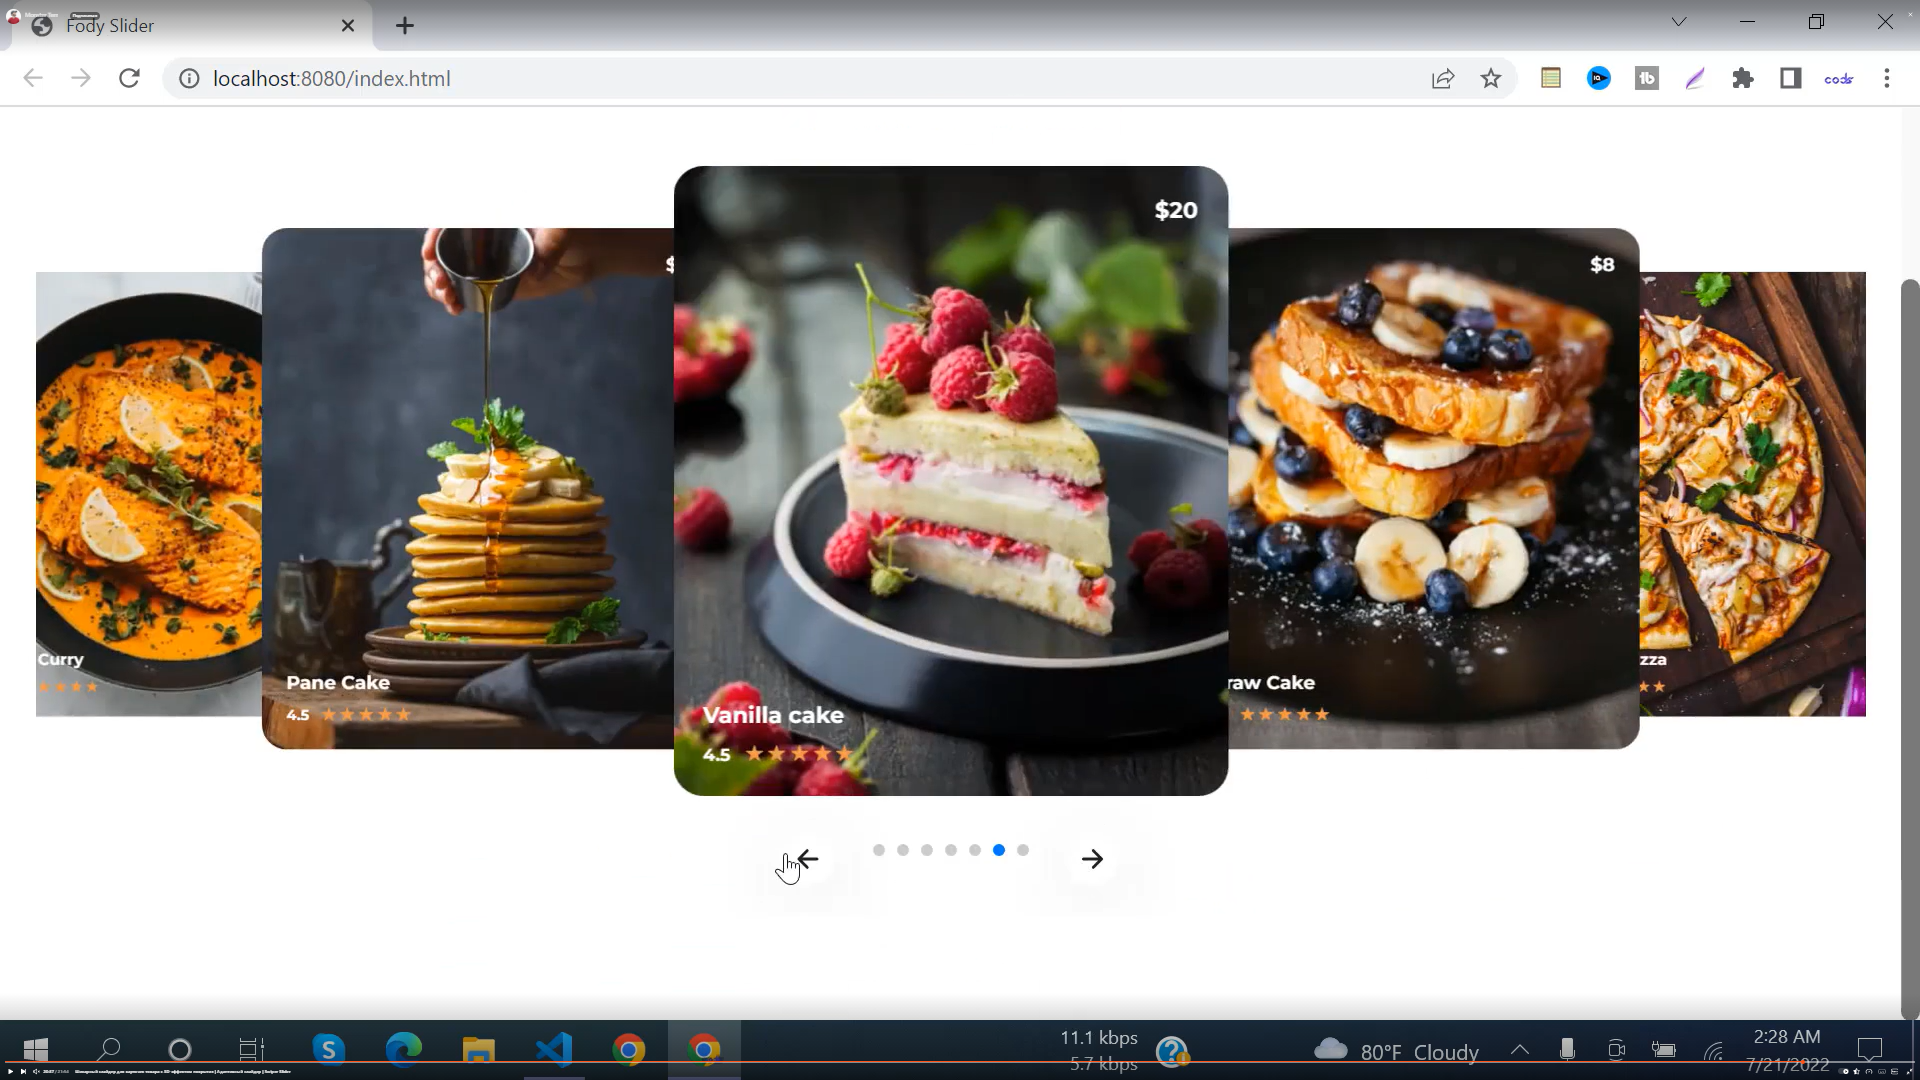 Fody Slider
localhost:8080/index.html
$20
$
$8
Curry
Pane Cake
4.5
Vanilla cake
4.5
raw Cake
zza
11.1 kbps
5.7 kbps
80°F Cloudy
2:28 AM
7/21/2022